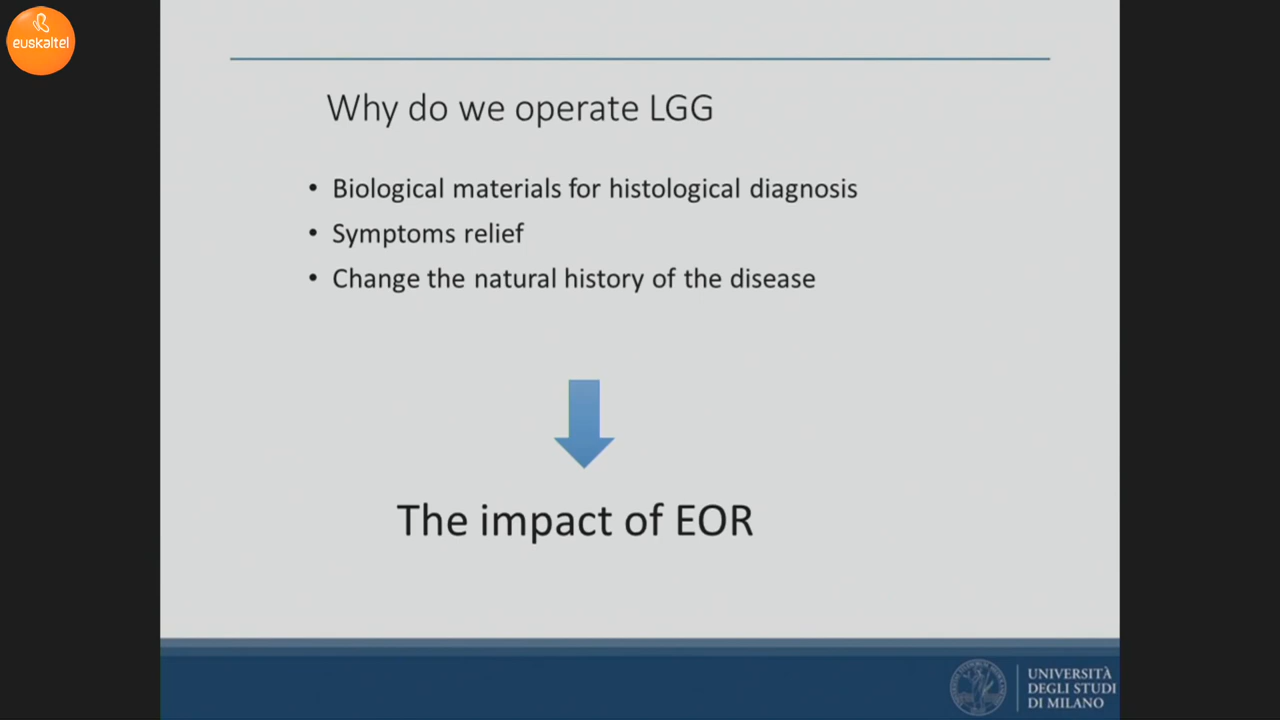 euskaltel
Why do we operate LGG
• Biological materials for histological diagnosis
• Symptoms relief
• Change the natural history of the disease
The impact of EOR
UNIVERSITÀ
DEGLI STUDI
DI MILANO